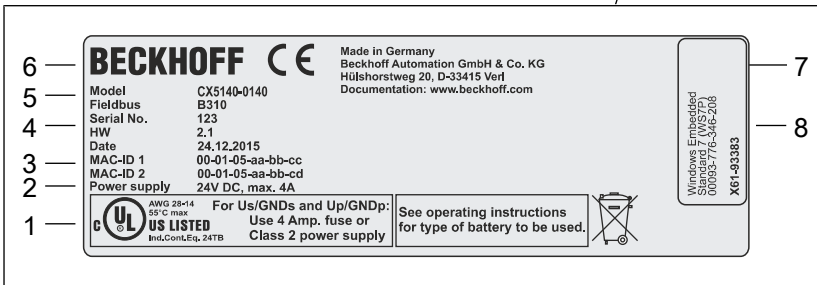 BECKHOFF CE
Made in Germany
Beckhoff Automation GmbH & Co. KG
Hülshorstweg 20, D-33415 Verl
Documentation: www.beckhoff.com
Model CX5140-0140
Fieldbus B310
Serial No. 123
HW 2.1
Date 24.12.2015
MAC-ID 1 00-01-05-aa-bb-cc
MAC-ID 2 00-01-05-aa-bb-cd
Power supply 24V DC, max. 4A
C UL
AWG 28-14
55°C max
US LISTED
Ind.Cont.Eq. 24TB
For Us/GNDs and Up/GNDp:
Use 4 Amp. fuse or
Class 2 power supply
See operating instructions
for type of battery to be used.
Windows Embedded
Standard 7 (WS7P)
00093-776-346-208
X61-93383
6
5
4
3
2
1
7
8